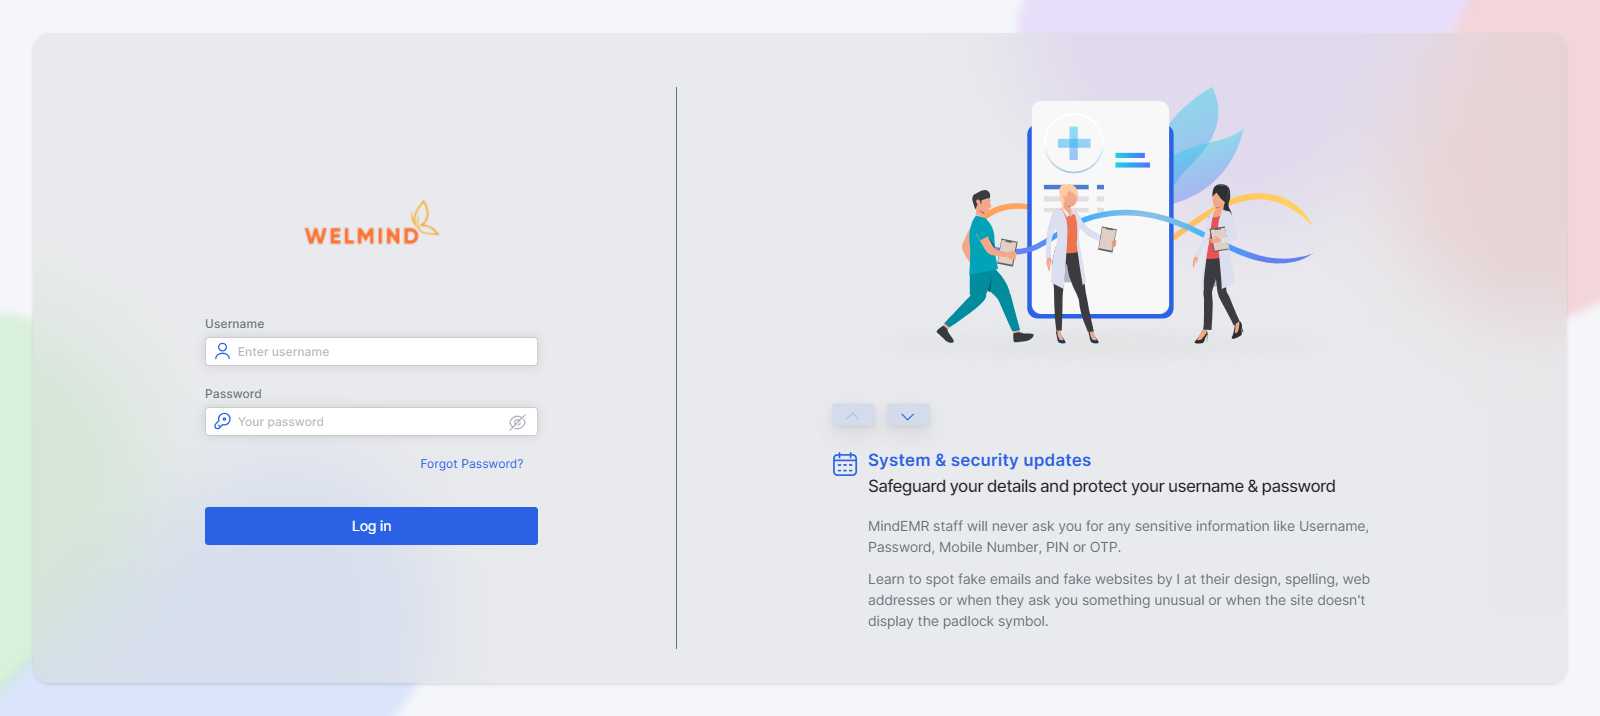 WELMIND
Username
Enter username
Password
Your password
Forgot Password?
Log in
System & security updates
Safeguard your details and protect your username & password
MindEMR staff will never ask you for any sensitive information like Username,
Password, Mobile Number, PIN or OTP.
Learn to spot fake emails and fake websites by l at their design, spelling, web
addresses or when they ask you something unusual or when the site doesn't
display the padlock symbol.